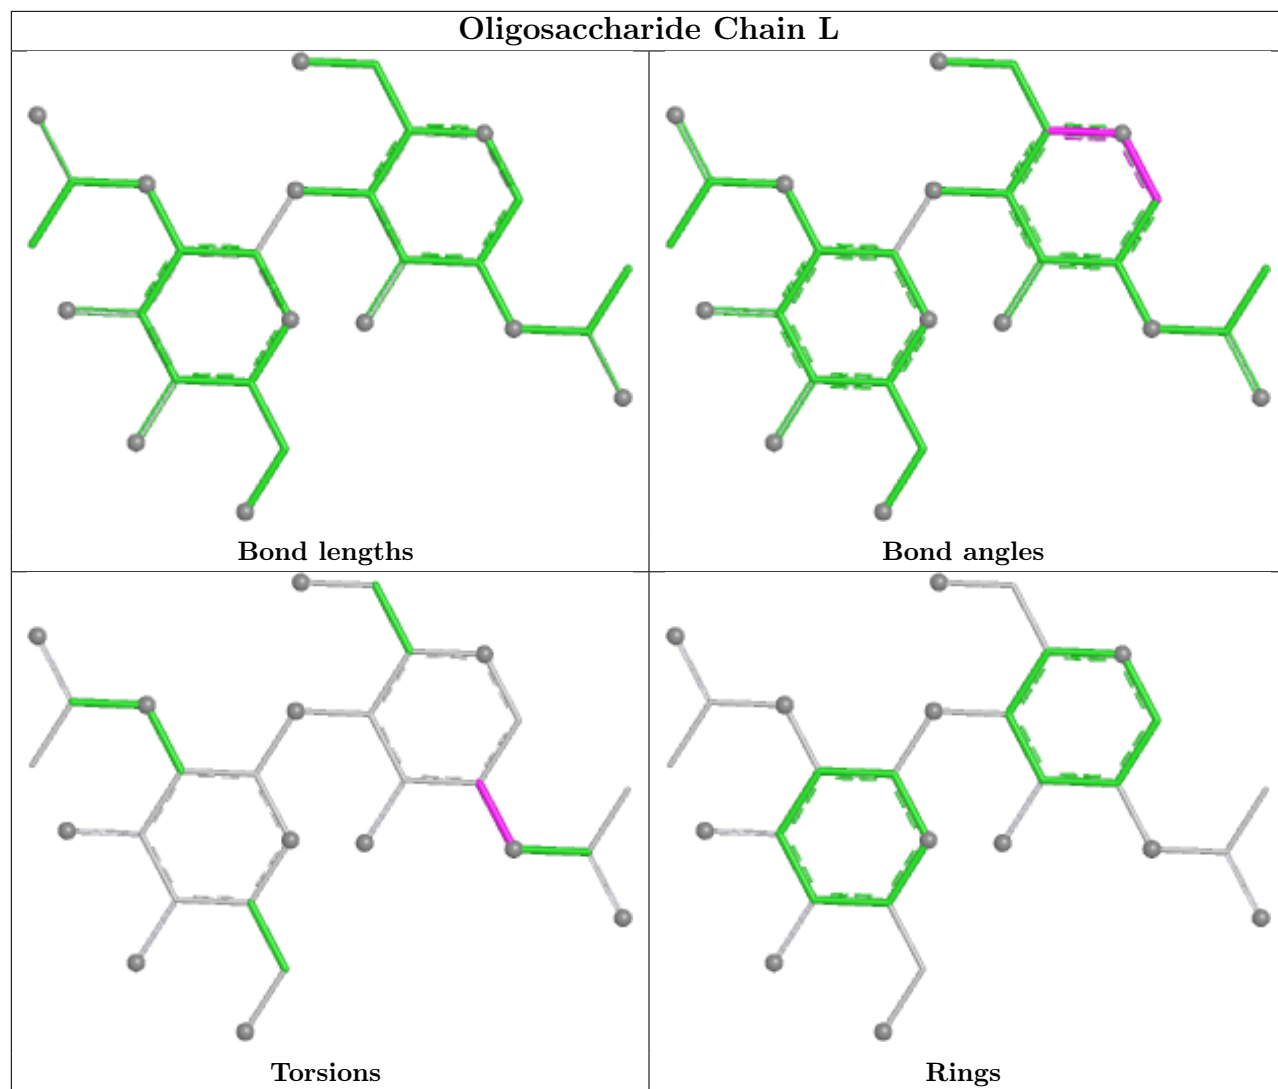 Oligosaccharide Chain L
Bond lengths
Bond angles
Torsions
Rings